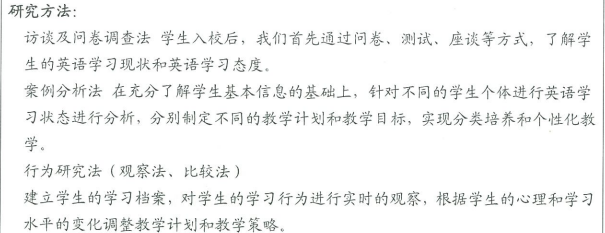 研究方法:
访谈及问卷调查法 学生入校后，我们首先通过问卷、测试、座谈等方式，了解学
生的英语学习现状和英语学习态度。
案例分析法 在充分了解学生基本信息的基础上，针对不同的学生个体进行英语学
习状态进行分析，分别制定不同的教学计划和教学目标，实现分类培养和个性化教
学。
行为研究法（观察法、比较法）
建立学生的学习档案，对学生的学习行为进行实时的观察，根据学生的心理和学习
水平的变化调整教学计划和教学策略。